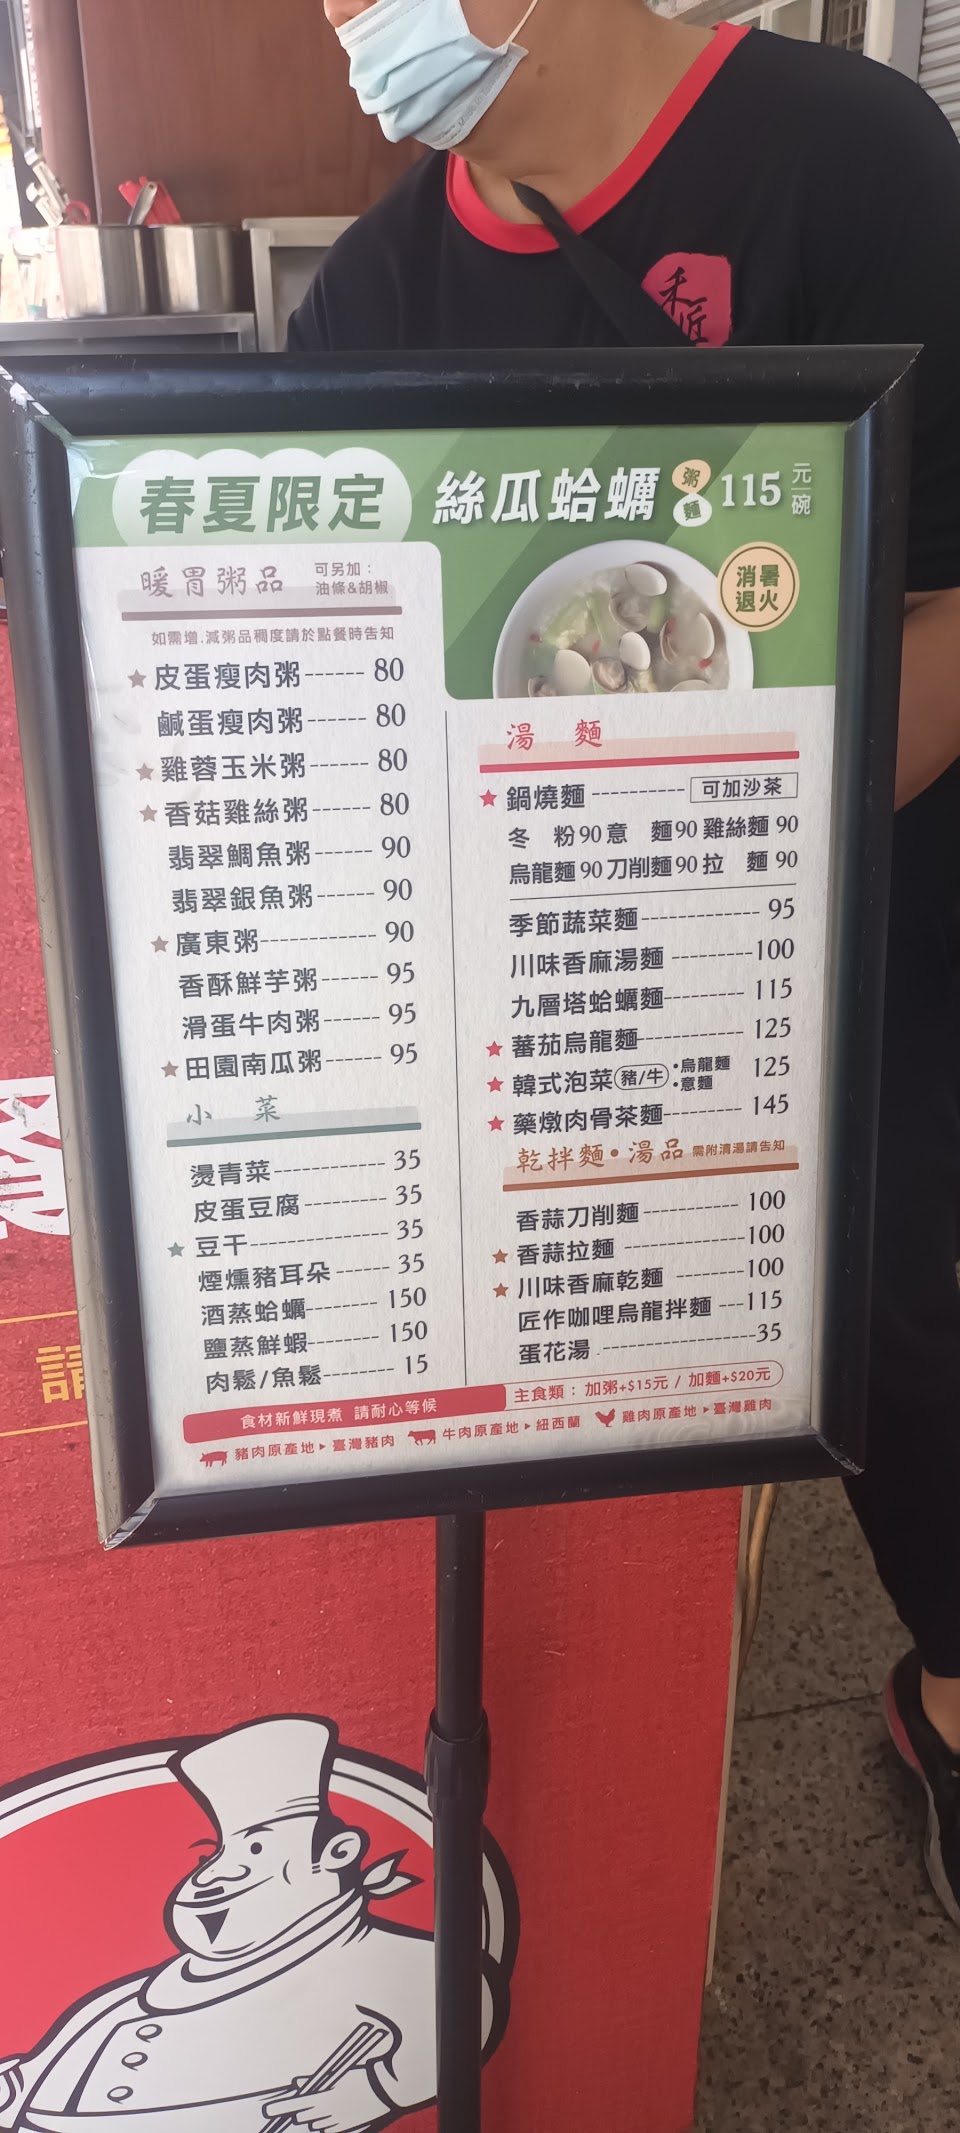 禾匠
春夏限定
絲瓜蛤蠣 粥 麵 115 元/碗
消暑退火
暖胃粥品 可另加：油條&胡椒
如需增.減粥品稠度請於點餐時告知
★皮蛋瘦肉粥------ 80
鹹蛋瘦肉粥------ 80
★雞蓉玉米粥------ 80
★香菇雞絲粥------ 80
翡翠鯛魚粥------ 90
翡翠銀魚粥------ 90
★廣東粥------------ 90
香酥鮮芋粥------ 95
滑蛋牛肉粥------ 95
★田園南瓜粥------ 95
小 菜
燙青菜------------ 35
皮蛋豆腐--------- 35
★豆干--------------- 35
煙燻豬耳朵------ 35
酒蒸蛤蠣-------- 150
鹽蒸鮮蝦-------- 150
肉鬆/魚鬆-------- 15
湯 麵
★鍋燒麵---------- 可加沙茶
冬 粉90 意 麵90 雞絲麵90
烏龍麵90 刀削麵90 拉 麵90
季節蔬菜麵------------- 95
川味香麻湯麵---------100
九層塔蛤蠣麵--------- 115
★蕃茄烏龍麵------------ 125
★韓式泡菜(豬/牛) •烏龍麵 •意麵 125
★藥燉肉骨茶麵--------- 145
乾拌麵•湯品 需附清湯請告知
香蒜刀削麵------------ 100
★香蒜拉麵 --------------100
★川味香麻乾麵 --------100
匠作咖哩烏龍拌麵 ---115
蛋花湯------------------35
食材新鮮現煮 請耐心等候
主食類：加粥+$15元 / 加麵+$20元
豬肉原產地▸臺灣豬肉 牛肉原產地▸紐西蘭 雞肉原產地▸臺灣雞肉
請